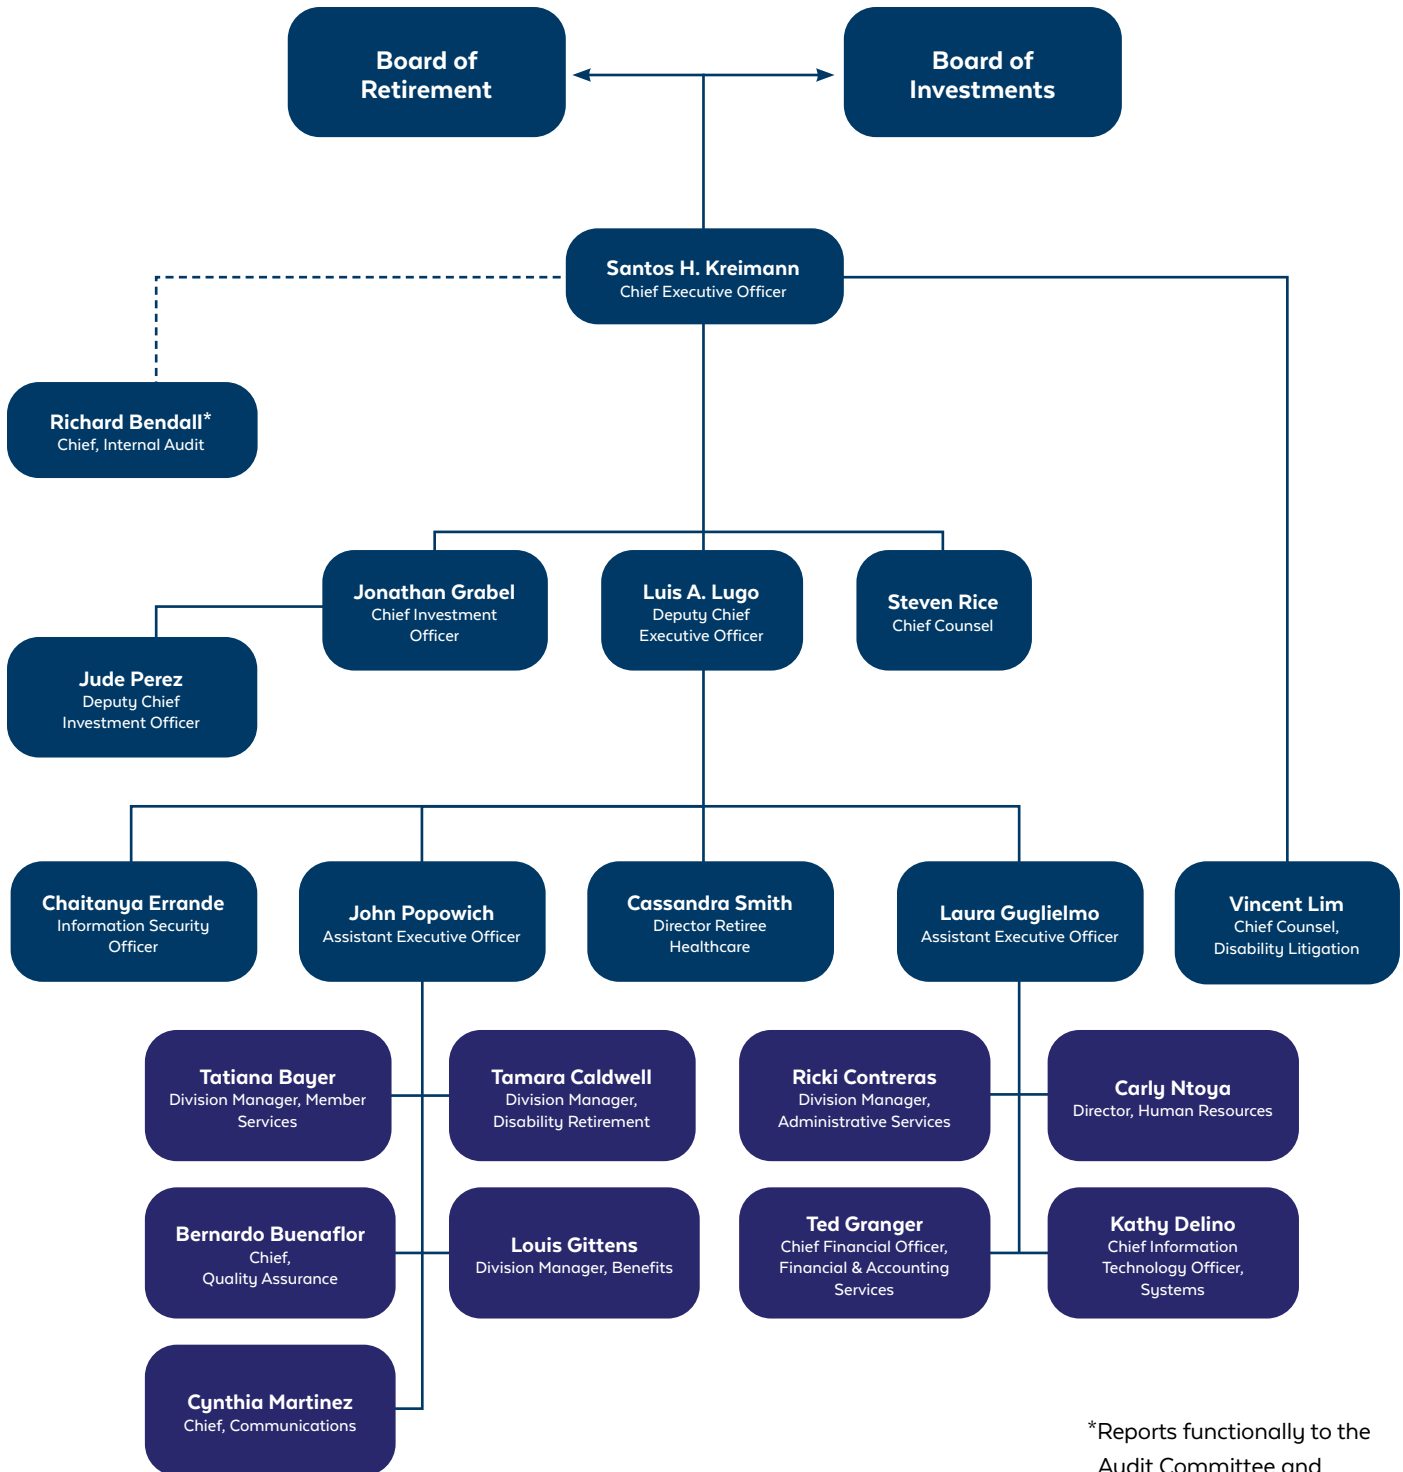 Board of
Retirement
Board of
Investments
Santos H. Kreimann
Chief Executive Officer
Richard Bendall*
Chief, Internal Audit
Jonathan Grabel
Chief Investment
Officer
Luis A. Lugo
Deputy Chief
Executive Officer
Steven Rice
Chief Counsel
Jude Perez
Deputy Chief
Investment Officer
Chaitanya Errande
Information Security
Officer
John Popowich
Assistant Executive Officer
Cassandra Smith
Director Retiree
Healthcare
Laura Guglielmo
Assistant Executive Officer
Vincent Lim
Chief Counsel,
Disability Litigation
Tatiana Bayer
Division Manager, Member
Services
Tamara Caldwell
Division Manager,
Disability Retirement
Ricki Contreras
Division Manager,
Administrative Services
Carly Ntoya
Director, Human Resources
Bernardo Buenaflor
Chief,
Quality Assurance
Louis Gittens
Division Manager, Benefits
Ted Granger
Chief Financial Officer,
Financial & Accounting
Services
Kathy Delino
Chief Information
Technology Officer,
Systems
Cynthia Martinez
Chief, Communications
*Reports functionally to the
Audit Committee and